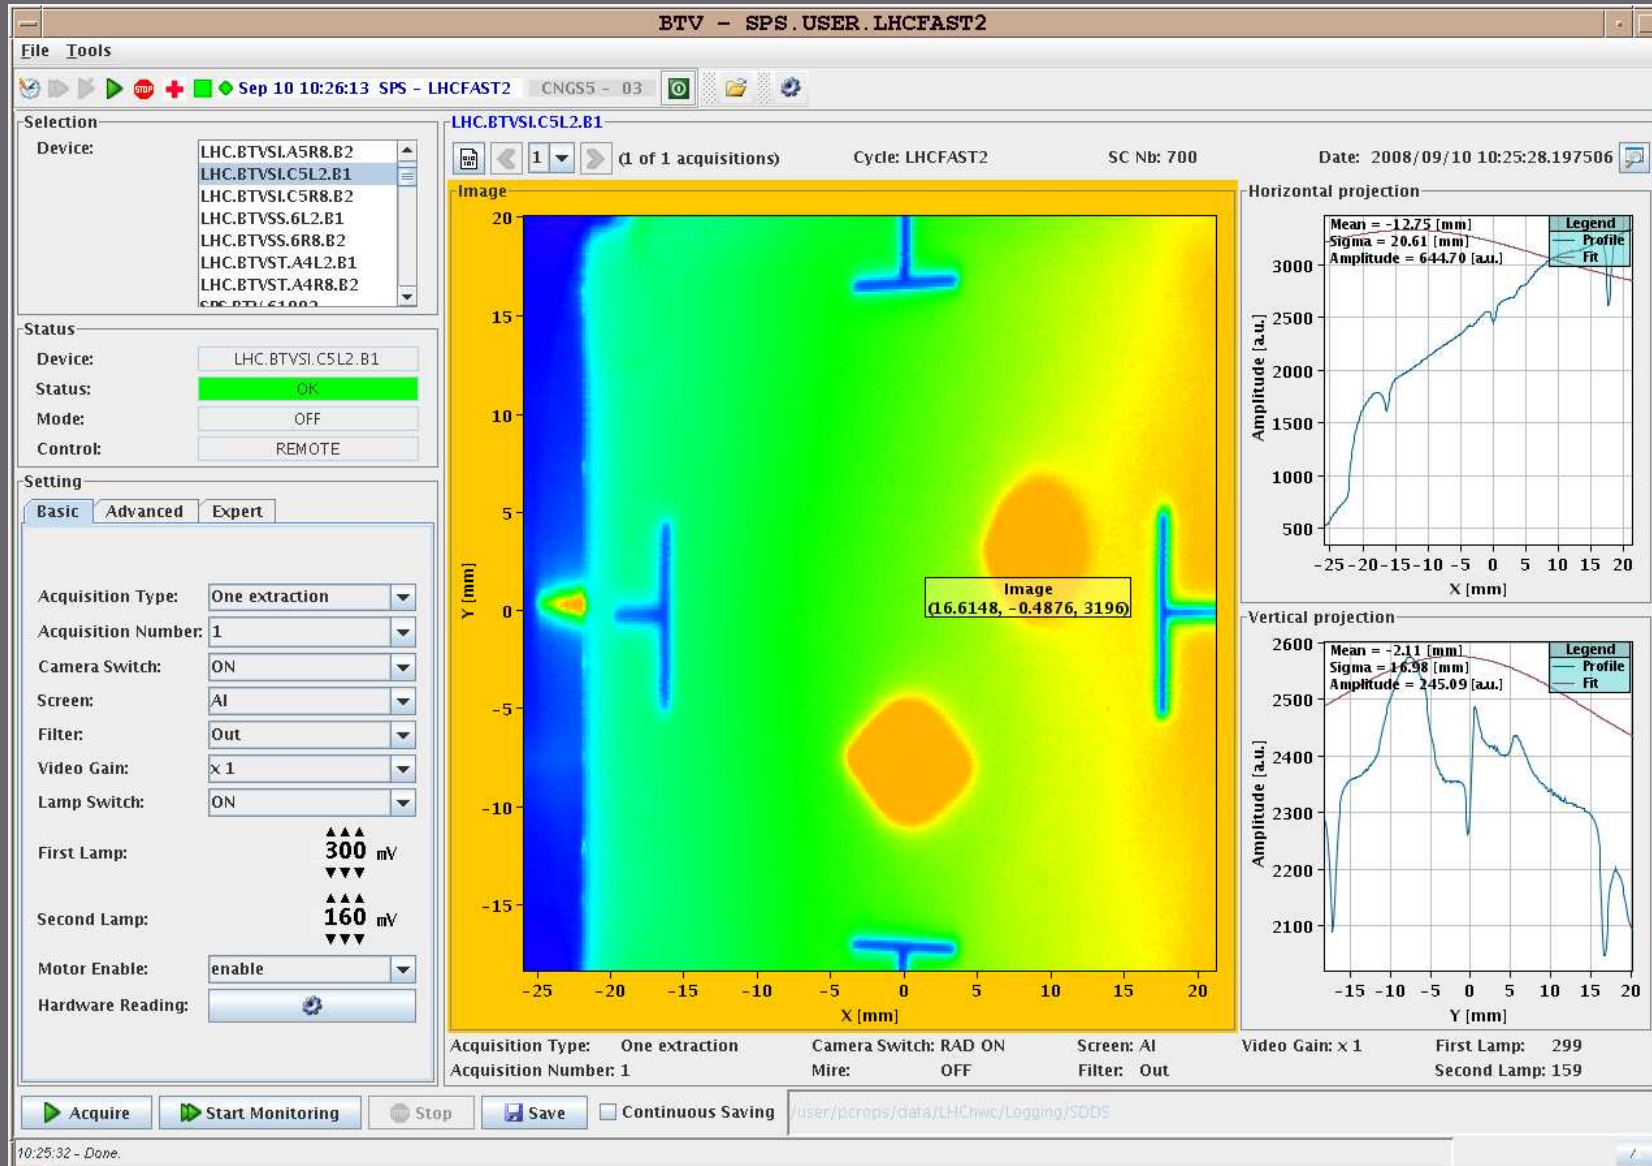 BTV - SPS.USER.LHCFAST2
File Tools
STOP Sep 10 10:26:13 SPS - LHCFAST2 CNGS5 - 03
Selection
Device:
LHC.BTVSI.A5R8.B2
LHC.BTVSI.C5L2.B1
LHC.BTVSI.C5R8.B2
LHC.BTVSS.6L2.B1
LHC.BTVSS.6R8.B2
LHC.BTVST.A4L2.B1
LHC.BTVST.A4R8.B2
Status
Device: LHC.BTVSI.C5L2.B1
Status: OK
Mode: OFF
Control: REMOTE
Setting
Basic Advanced Expert
Acquisition Type: One extraction
Acquisition Number: 1
Camera Switch: ON
Screen: Al
Filter: Out
Video Gain: x 1
Lamp Switch: ON
First Lamp: 300 mV
Second Lamp: 160 mV
Motor Enable: enable
Hardware Reading:
LHC.BTVSI.C5L2.B1
1 (1 of 1 acquisitions) Cycle: LHCFAST2 SC Nb: 700 Date: 2008/09/10 10:25:28.197506
Image
20
15
10
5
0
-5
-10
-15
Y [mm]
Image
(16.6148, -0.4876, 3196)
-25 -20 -15 -10 -5 0 5 10 15 20
X [mm]
Horizontal projection
Mean = -12.75 [mm]
Sigma = 20.61 [mm]
Amplitude = 644.70 [a.u.]
Legend
Profile
Fit
3000
2500
2000
1500
1000
500
Amplitude [a.u.]
-25 -20 -15 -10 -5 0 5 10 15 20
X [mm]
Vertical projection
Mean = -2.11 [mm]
Sigma = 16.98 [mm]
Amplitude = 245.09 [a.u.]
Legend
Profile
Fit
2600
2500
2400
2300
2200
2100
Amplitude [a.u.]
-15 -10 -5 0 5 10 15 20
Y [mm]
Acquisition Type: One extraction Camera Switch: RAD ON Screen: Al Video Gain: x 1 First Lamp: 299
Acquisition Number: 1 Mire: OFF Filter: Out Second Lamp: 159
Acquire Start Monitoring Stop Save Continuous Saving /user/pcrops/data/LHChwc/Logging/SDDS
10:25:32 - Done.